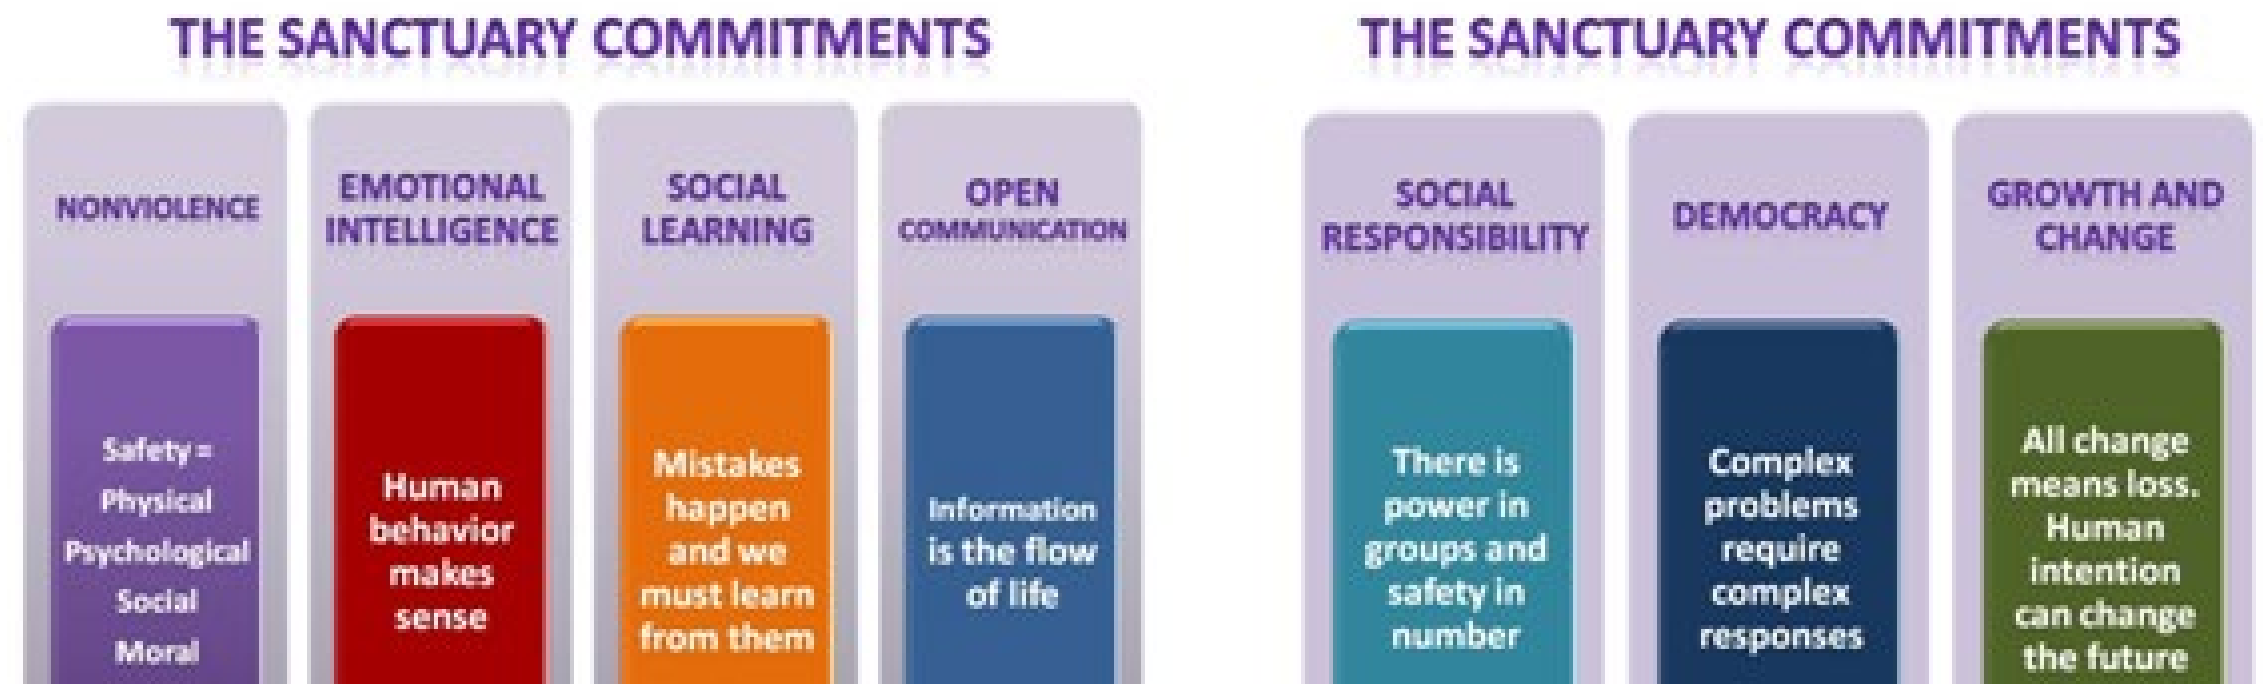 THE SANCTUARY COMMITMENTS
NONVIOLENCE
Safety =
Physical
Psychological
Social
Moral
EMOTIONAL
INTELLIGENCE
Human
behavior
makes
sense
SOCIAL
LEARNING
Mistakes
happen
and we
must learn
from them
OPEN
COMMUNICATION
Information
is the flow
of life
THE SANCTUARY COMMITMENTS
SOCIAL
RESPONSIBILITY
There is
power in
groups and
safety in
number
DEMOCRACY
Complex
problems
require
complex
responses
GROWTH AND
CHANGE
All change
means loss.
Human
intention
can change
the future